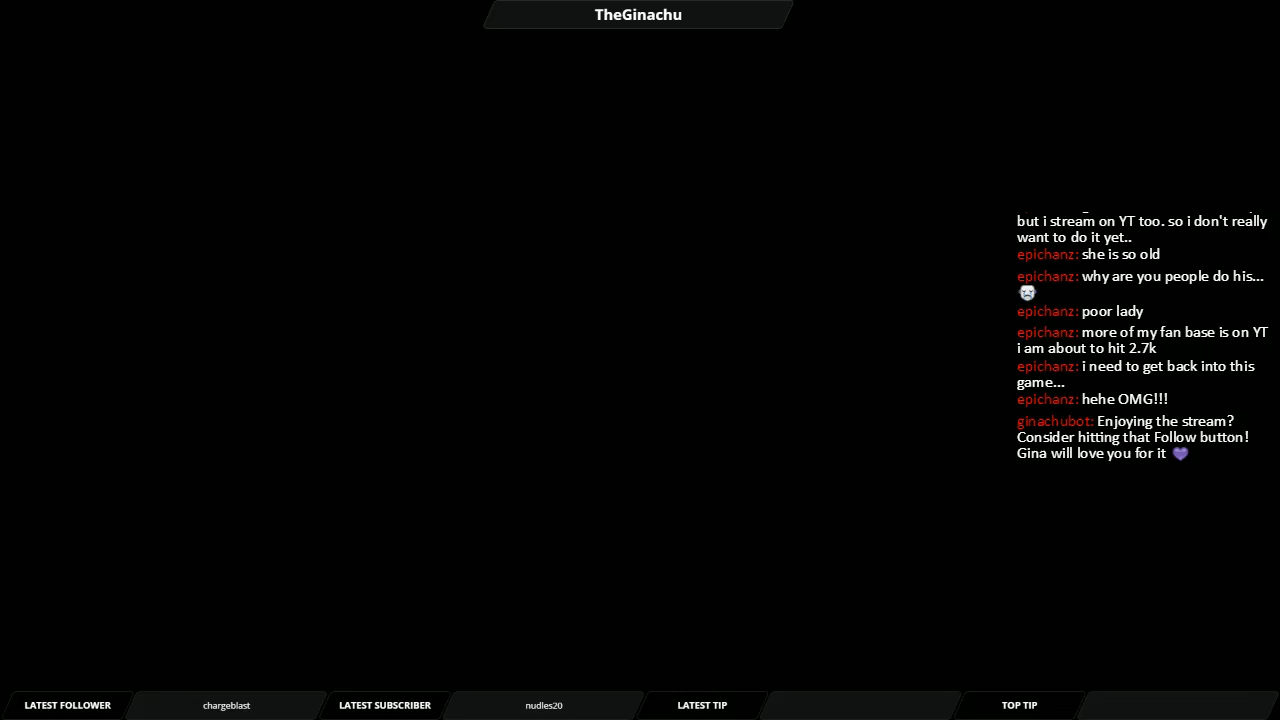 TheGinachu
but i stream on YT too. so i don't really
want to do it yet..
epichanz: she is so old
epichanz: why are you people do his...
epichanz: poor lady
epichanz: more of my fan base is on YT
i am about to hit 2.7k
epichanz: i need to get back into this
game...
epichanz: hehe OMG!!!
ginachubot: Enjoying the stream?
Consider hitting that Follow button!
Gina will love you for it
LATEST FOLLOWER chargeblast LATEST SUBSCRIBER nudles20 LATEST TIP TOP TIP